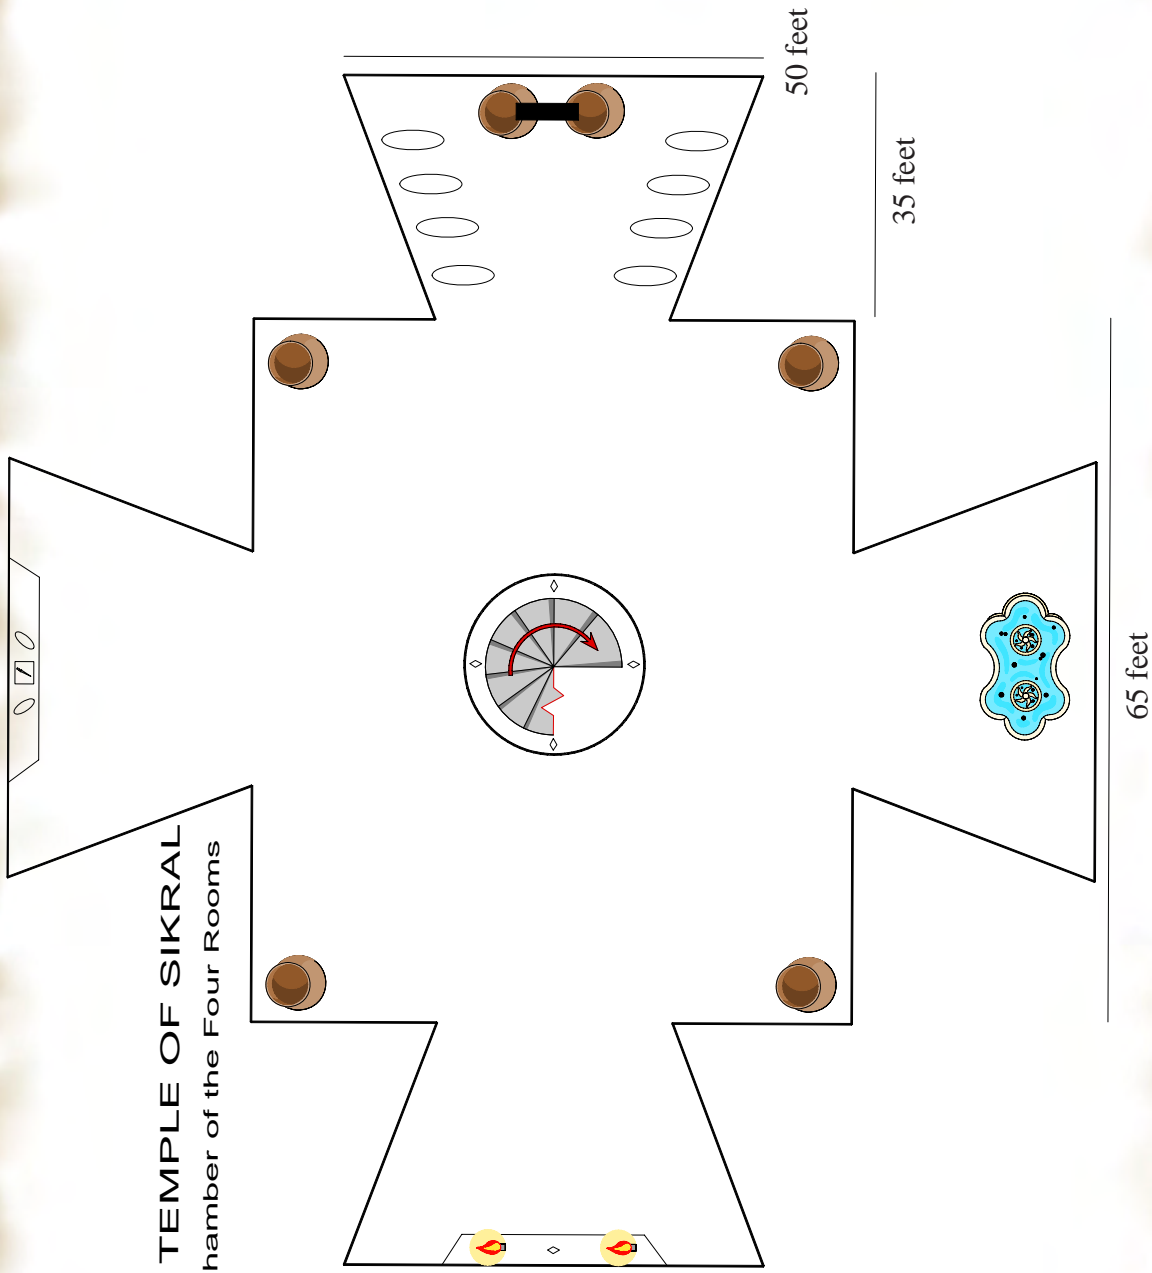 TEMPLE OF SIKRAL
hamber of the Four Rooms
50 feet
35 feet
65 feet